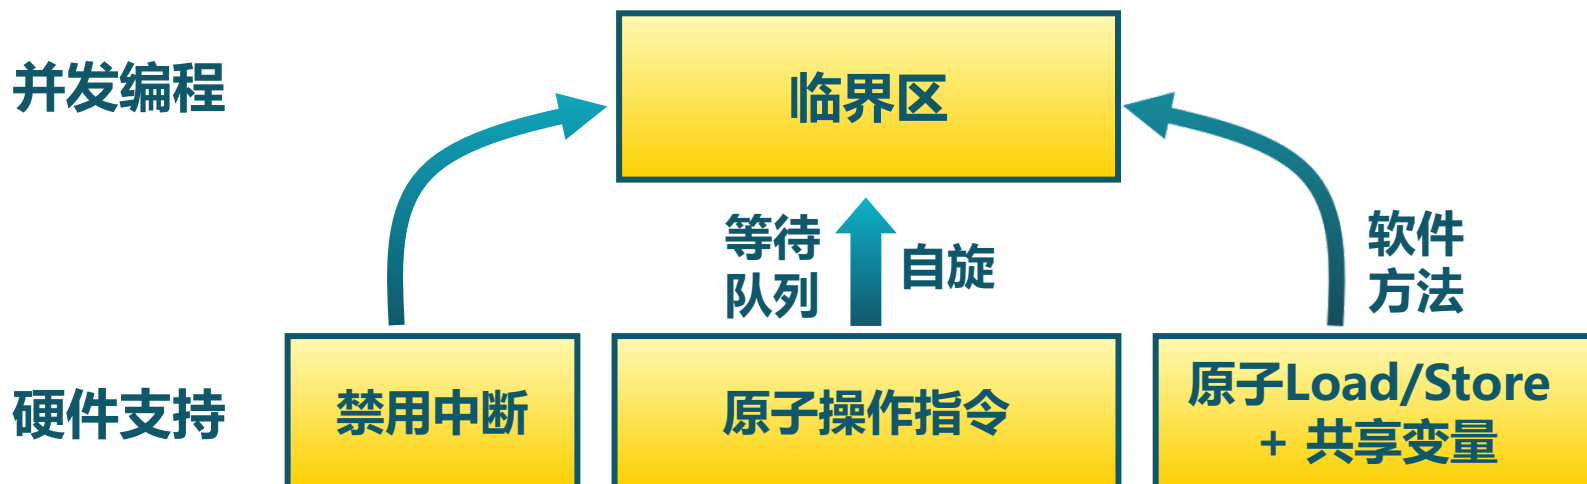 并发编程
临界区
等待
队列
自旋
软件
方法
硬件支持
禁用中断
原子操作指令
原子Load/Store
+ 共享变量